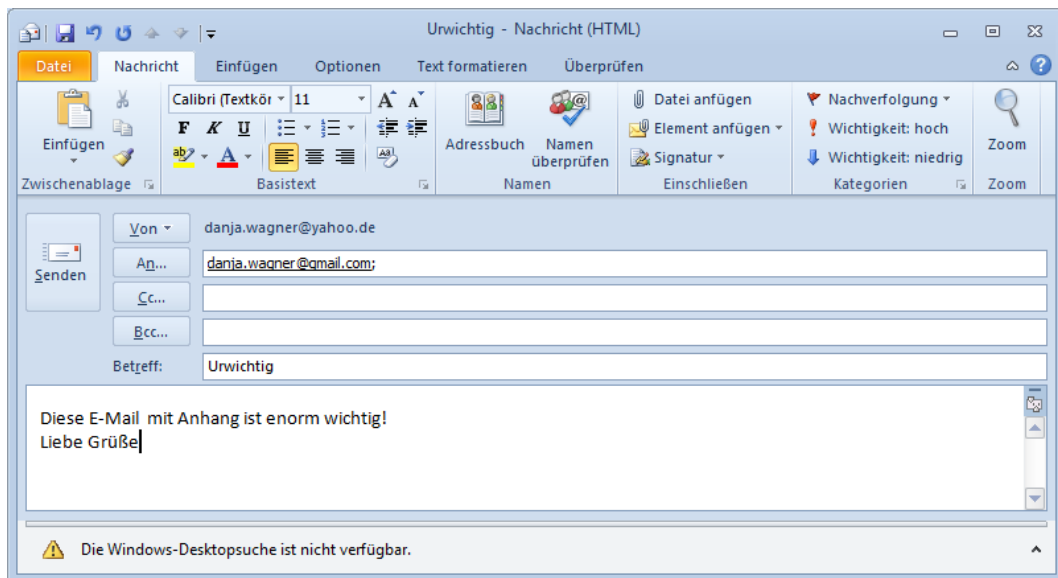 Urwichtig - Nachricht (HTML)
Datei Nachricht Einfügen Optionen Text formatieren Überprüfen
Einfügen
Zwischenablage
Calibri (Textkör 11
F K U
Basistext
Adressbuch
Namen überprüfen
Namen
Datei anfügen
Element anfügen
Signatur
Einschließen
Nachverfolgung
Wichtigkeit: hoch
Wichtigkeit: niedrig
Kategorien
Zoom
Zoom
Senden
Von danja.wagner@yahoo.de
An... danja.wagner@gmail.com;
Cc...
Bcc...
Betreff: Urwichtig
Diese E-Mail mit Anhang ist enorm wichtig!
Liebe Grüße
Die Windows-Desktopsuche ist nicht verfügbar.